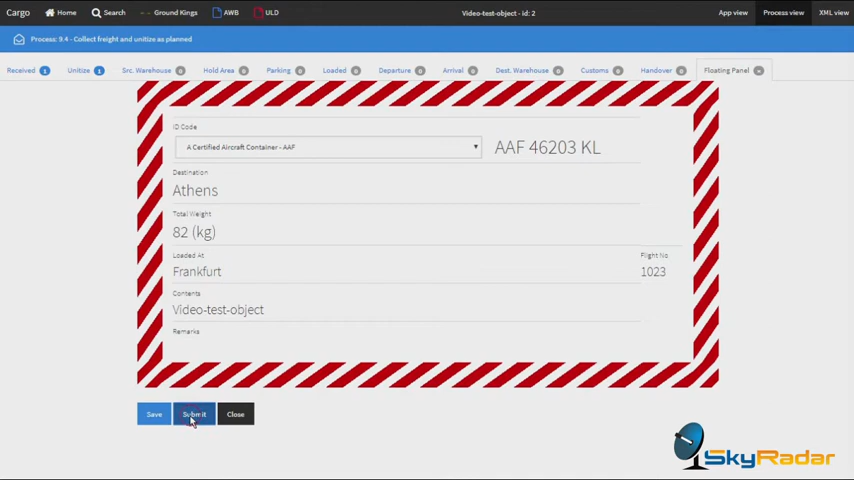 Cargo Home Search Ground Kings AWB ULD Video-test-object - id: 2 App view Process view XML view
Process: 9.4 - Collect freight and unitize as planned
Received 1 Unitize 1 Src. Warehouse 0 Hold Area 0 Parking 0 Loaded 0 Departure 0 Arrival 0 Dest. Warehouse 0 Customs 0 Handover 0 Floating Panel ×
ID Code
A Certified Aircraft Container - AAF AAF 46203 KL
Destination
Athens
Total Weight
82 (kg)
Loaded At Flight No
Frankfurt 1023
Contents
Video-test-object
Remarks
Save Submit Close
SkyRadar